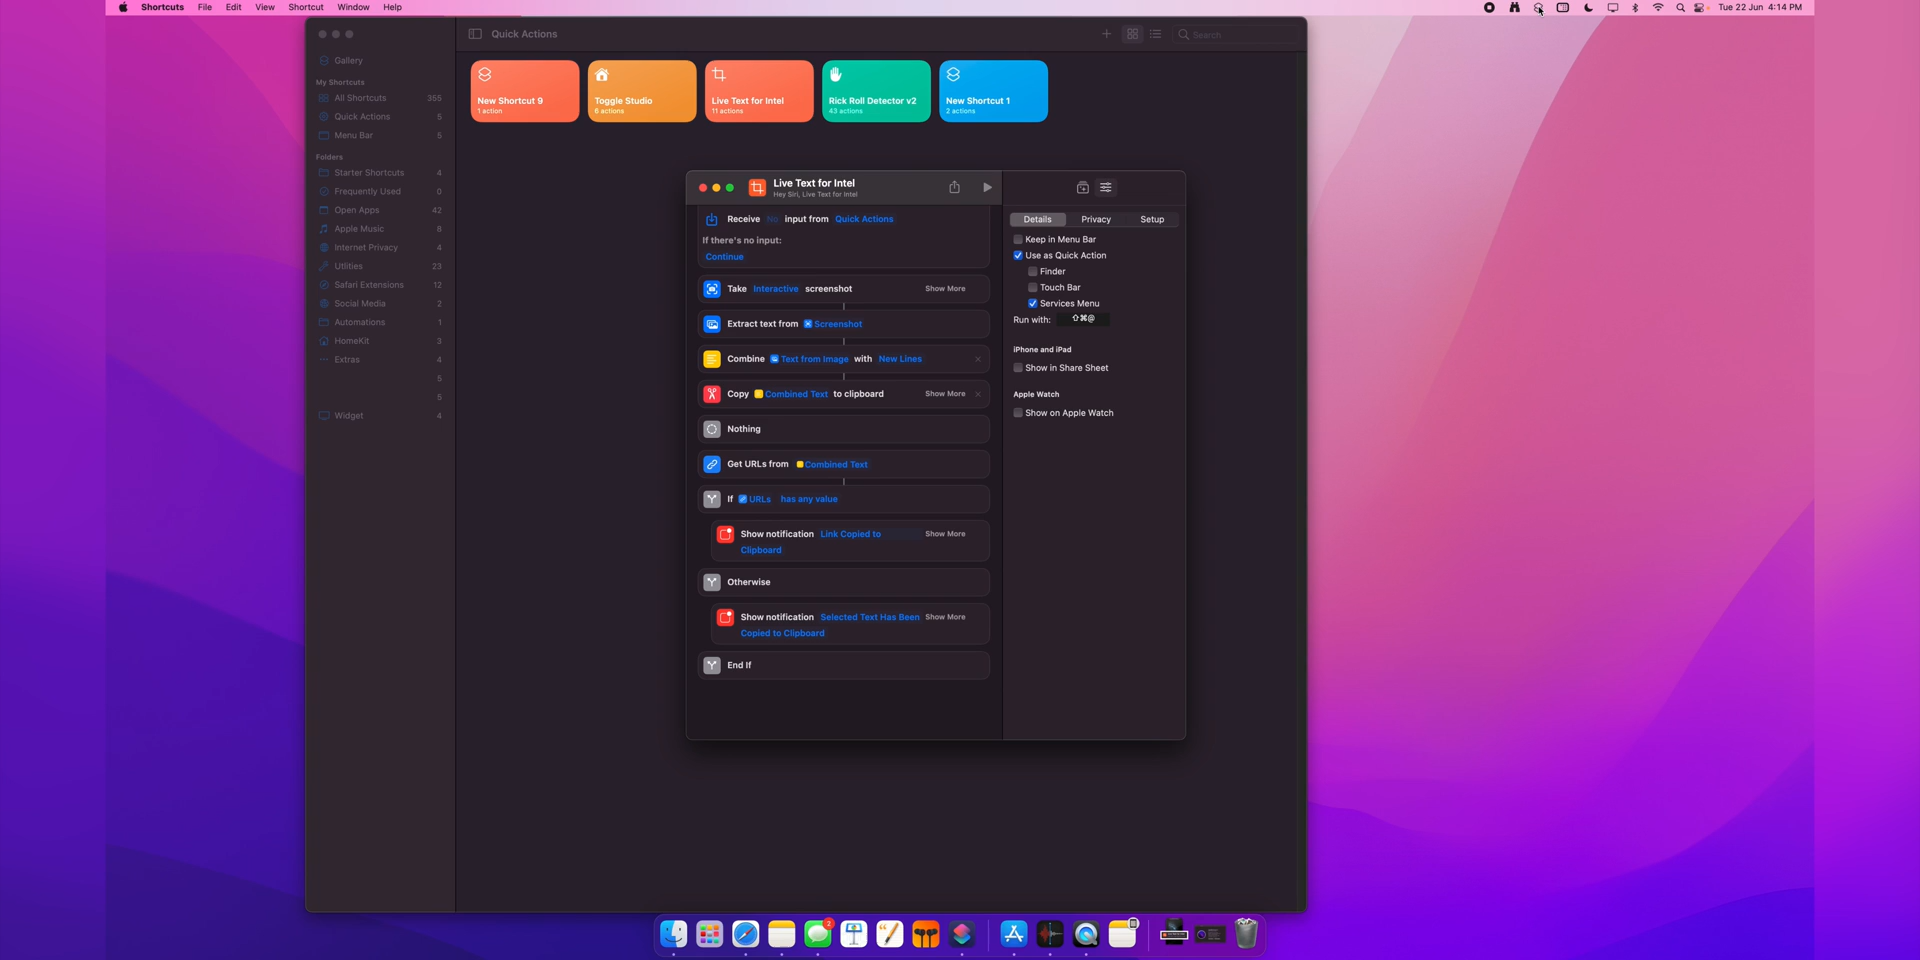 Shortcuts File Edit View Shortcut Window Help
Tue 22 Jun 4:14 PM
Quick Actions
Search
Gallery
My Shortcuts
All Shortcuts 355
Quick Actions 5
Menu Bar 5
Folders
Starter Shortcuts 4
Frequently Used 0
Open Apps 42
Apple Music 8
Internet Privacy 4
Utlities 23
Safari Extensions 12
Social Media 2
Automations 1
HomeKit 3
Extras 4
5
5
Widget 4
New Shortcut 9
1 action
Toggle Studio
6 actions
Live Text for Intel
11 actions
Rick Roll Detector v2
43 actions
New Shortcut 1
2 actions
Live Text for Intel
Hey Siri, Live Text for Intel
Receive No input from Quick Actions
If there's no input:
Continue
Take Interactive screenshot Show More
Extract text from Screenshot
Combine Text from Image with New Lines
Copy Combined Text to clipboard Show More
Nothing
Get URLs from Combined Text
If URLs has any value
Show notification Link Copied to Show More
Clipboard
Otherwise
Show notification Selected Text Has Been Show More
Copied to Clipboard
End If
Details Privacy Setup
Keep in Menu Bar
Use as Quick Action
Finder
Touch Bar
Services Menu
Run with: ⇧⌘@
iPhone and iPad
Show in Share Sheet
Apple Watch
Show on Apple Watch
2